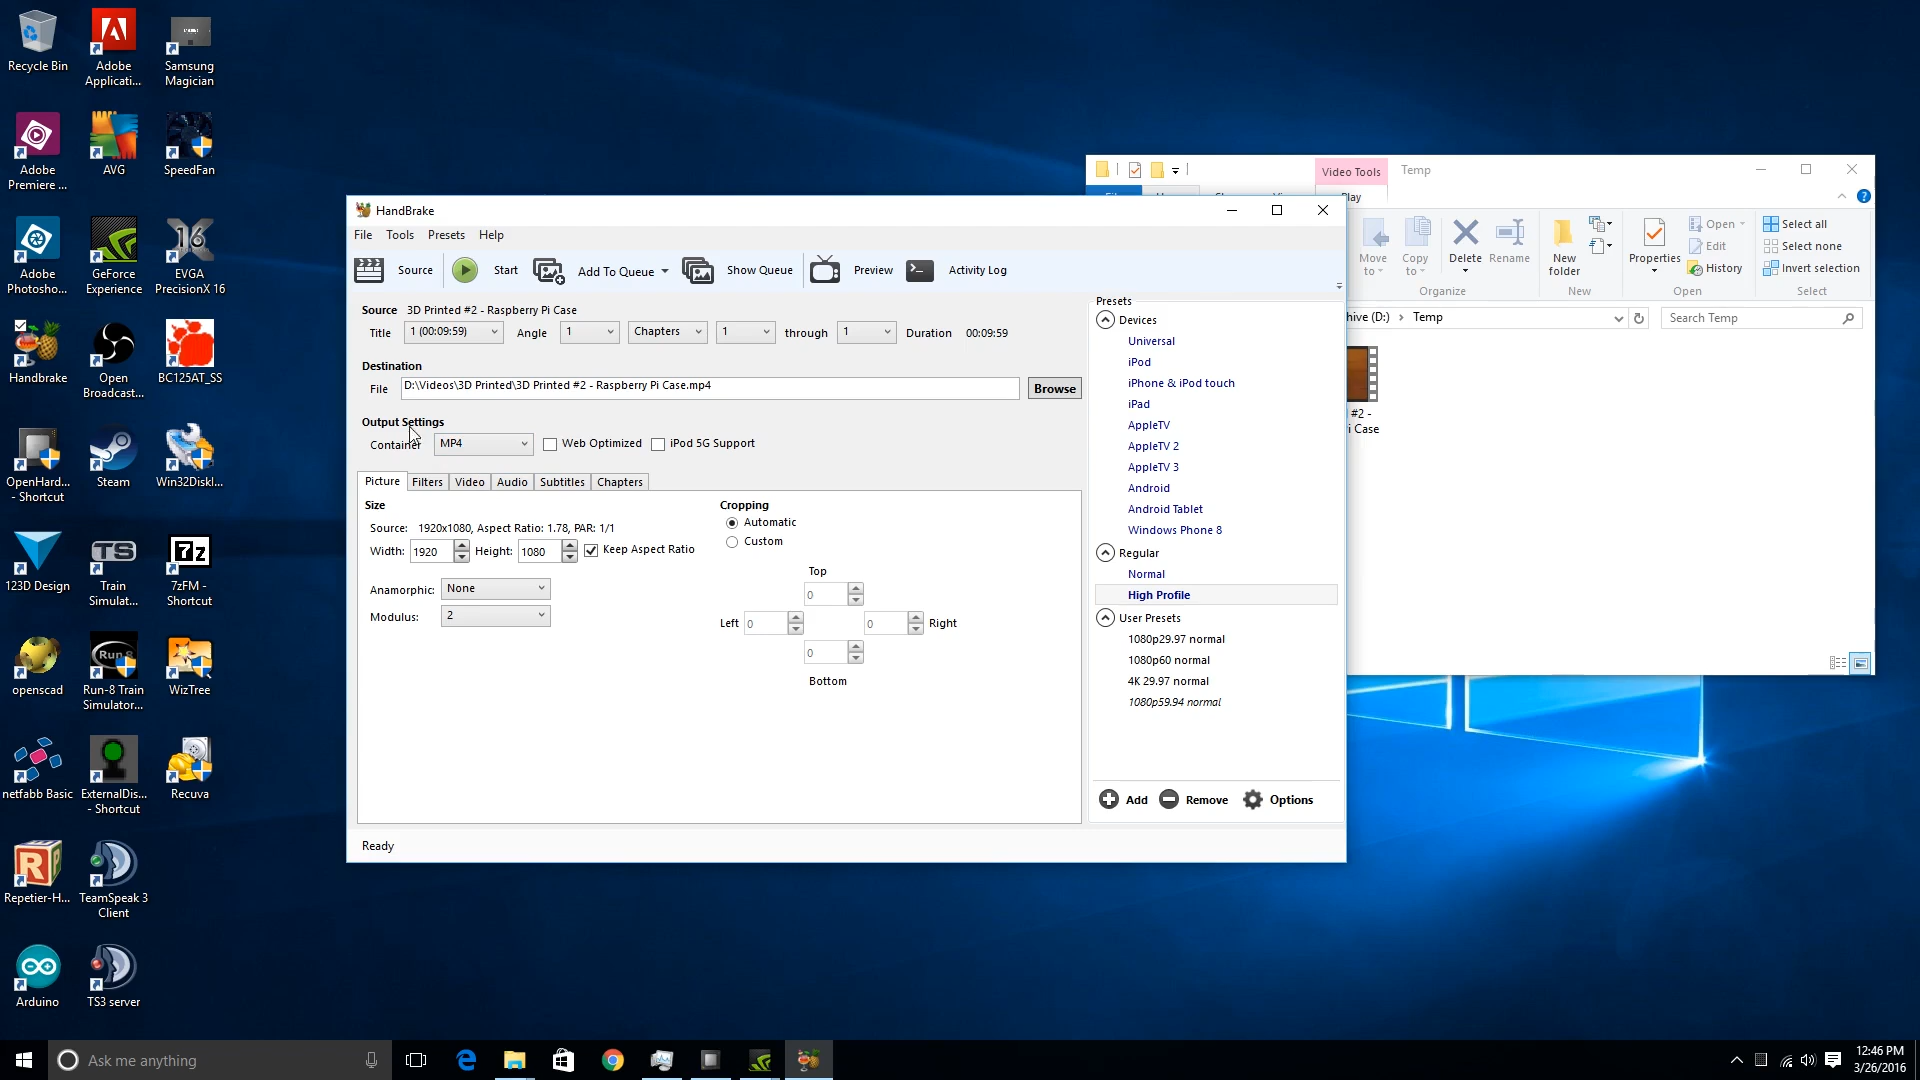 Recycle Bin
Adobe
Applicati...
Samsung
Magician
Adobe
Premiere ...
AVG
SpeedFan
Adobe
Photosho...
GeForce
Experience
EVGA
PrecisionX 16
Handbrake
Open
Broadcast...
BC125AT_SS
OpenHard...
- Shortcut
Steam
Win32DiskI...
123D Design
Train
Simulat...
7zFM -
Shortcut
openscad
Run-8 Train
Simulator...
WizTree
netfabb Basic
ExternalDis...
- Shortcut
Recuva
Repetier-H...
TeamSpeak 3
Client
Arduino
TS3 server
HandBrake
File Tools Presets Help
Source Start Add To Queue Show Queue Preview Activity Log
Source 3D Printed #2 - Raspberry Pi Case
Title 1 (00:09:59) Angle 1 Chapters 1 through 1 Duration 00:09:59
Destination
File D:\Videos\3D Printed\3D Printed #2 - Raspberry Pi Case.mp4 Browse
Output Settings
Container MP4 Web Optimized iPod 5G Support
Picture Filters Video Audio Subtitles Chapters
Size
Source: 1920x1080, Aspect Ratio: 1.78, PAR: 1/1
Width: 1920 Height: 1080 Keep Aspect Ratio
Anamorphic: None
Modulus: 2
Cropping
Automatic
Custom
Top
0
Left 0 0 Right
0
Bottom
Presets
Devices
Universal
iPod
iPhone & iPod touch
iPad
AppleTV
AppleTV 2
AppleTV 3
Android
Android Tablet
Windows Phone 8
Regular
Normal
High Profile
User Presets
1080p29.97 normal
1080p60 normal
4K 29.97 normal
1080p59.94 normal
Add Remove Options
Ready
Video Tools Temp
Play
Move
to
Copy
to
Delete
Rename
New
folder
Properties
Open
Edit
History
Select all
Select none
Invert selection
Organize New Open Select
hive (D:) > Temp
Search Temp
#2 -
i Case
Ask me anything
12:46 PM
3/26/2016